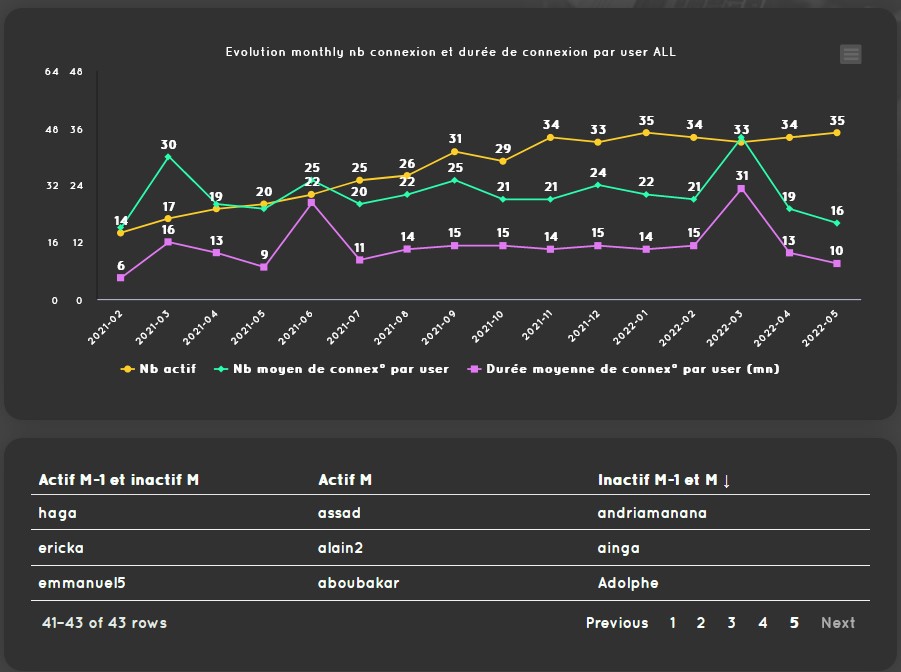 Evolution monthly nb connexion et durée de connexion par user ALL
64 48
30 31 29 34 33 35 34 33 34 35
48 36
14 17 19 20 25 22 25 20 26 22 25 21 21 24 22 21 31 19 16
32 24
6 16 13 9 11 14 15 15 14 15 14 15 13 10
16 12
0 0
2021-02 2021-03 2021-04 2021-05 2021-06 2021-07 2021-08 2021-09 2021-10 2021-11 2021-12 2022-01 2022-02 2022-03 2022-04 2022-05
Nb actif Nb moyen de connex° par user Durée moyenne de connex° par user (mn)
Actif M-1 et inactif M Actif M Inactif M-1 et M ↓
haga assad andriamanana
ericka alain2 ainga
emmanuel5 aboubakar Adolphe
41-43 of 43 rows Previous 1 2 3 4 5 Next